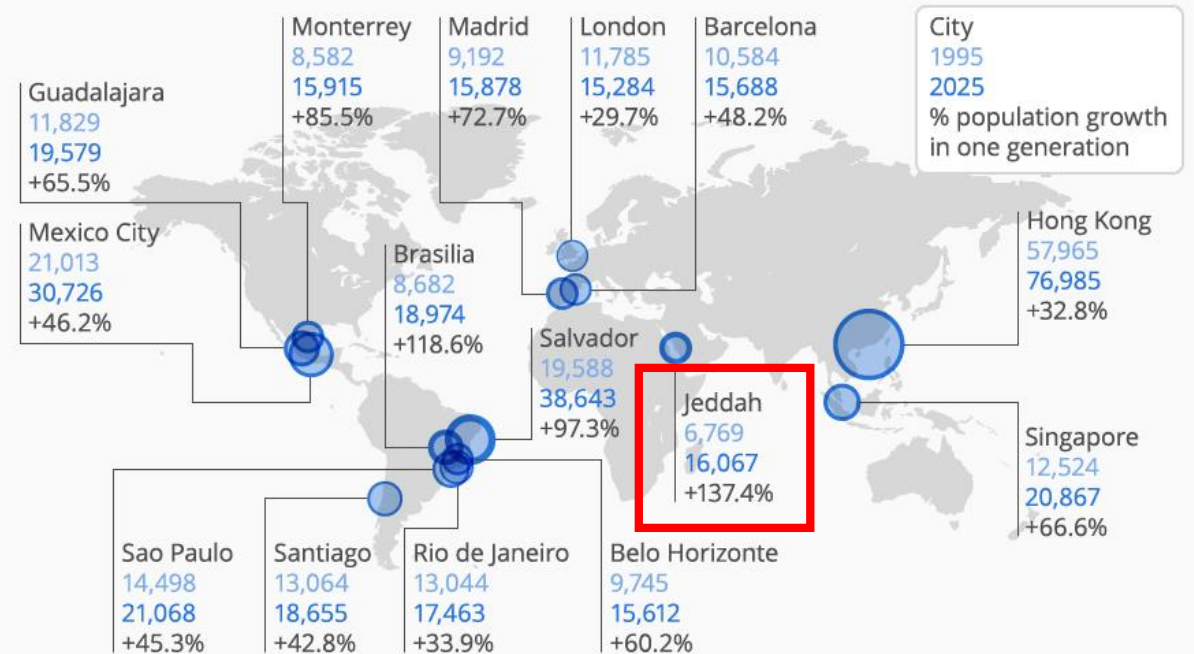 Monterrey
8,582
15,915
+85.5%
Madrid
9,192
15,878
+72.7%
London
11,785
15,284
+29.7%
Barcelona
10,584
15,688
+48.2%
City
1995
2025
% population growth
in one generation
Guadalajara
11,829
19,579
+65.5%
Mexico City
21,013
30,726
+46.2%
Brasilia
8,682
18,974
+118.6%
Salvador
19,588
38,643
+97.3%
Jeddah
6,769
16,067
+137.4%
Hong Kong
57,965
76,985
+32.8%
Singapore
12,524
20,867
+66.6%
Sao Paulo
14,498
21,068
+45.3%
Santiago
13,064
18,655
+42.8%
Rio de Janeiro
13,044
17,463
+33.9%
Belo Horizonte
9,745
15,612
+60.2%